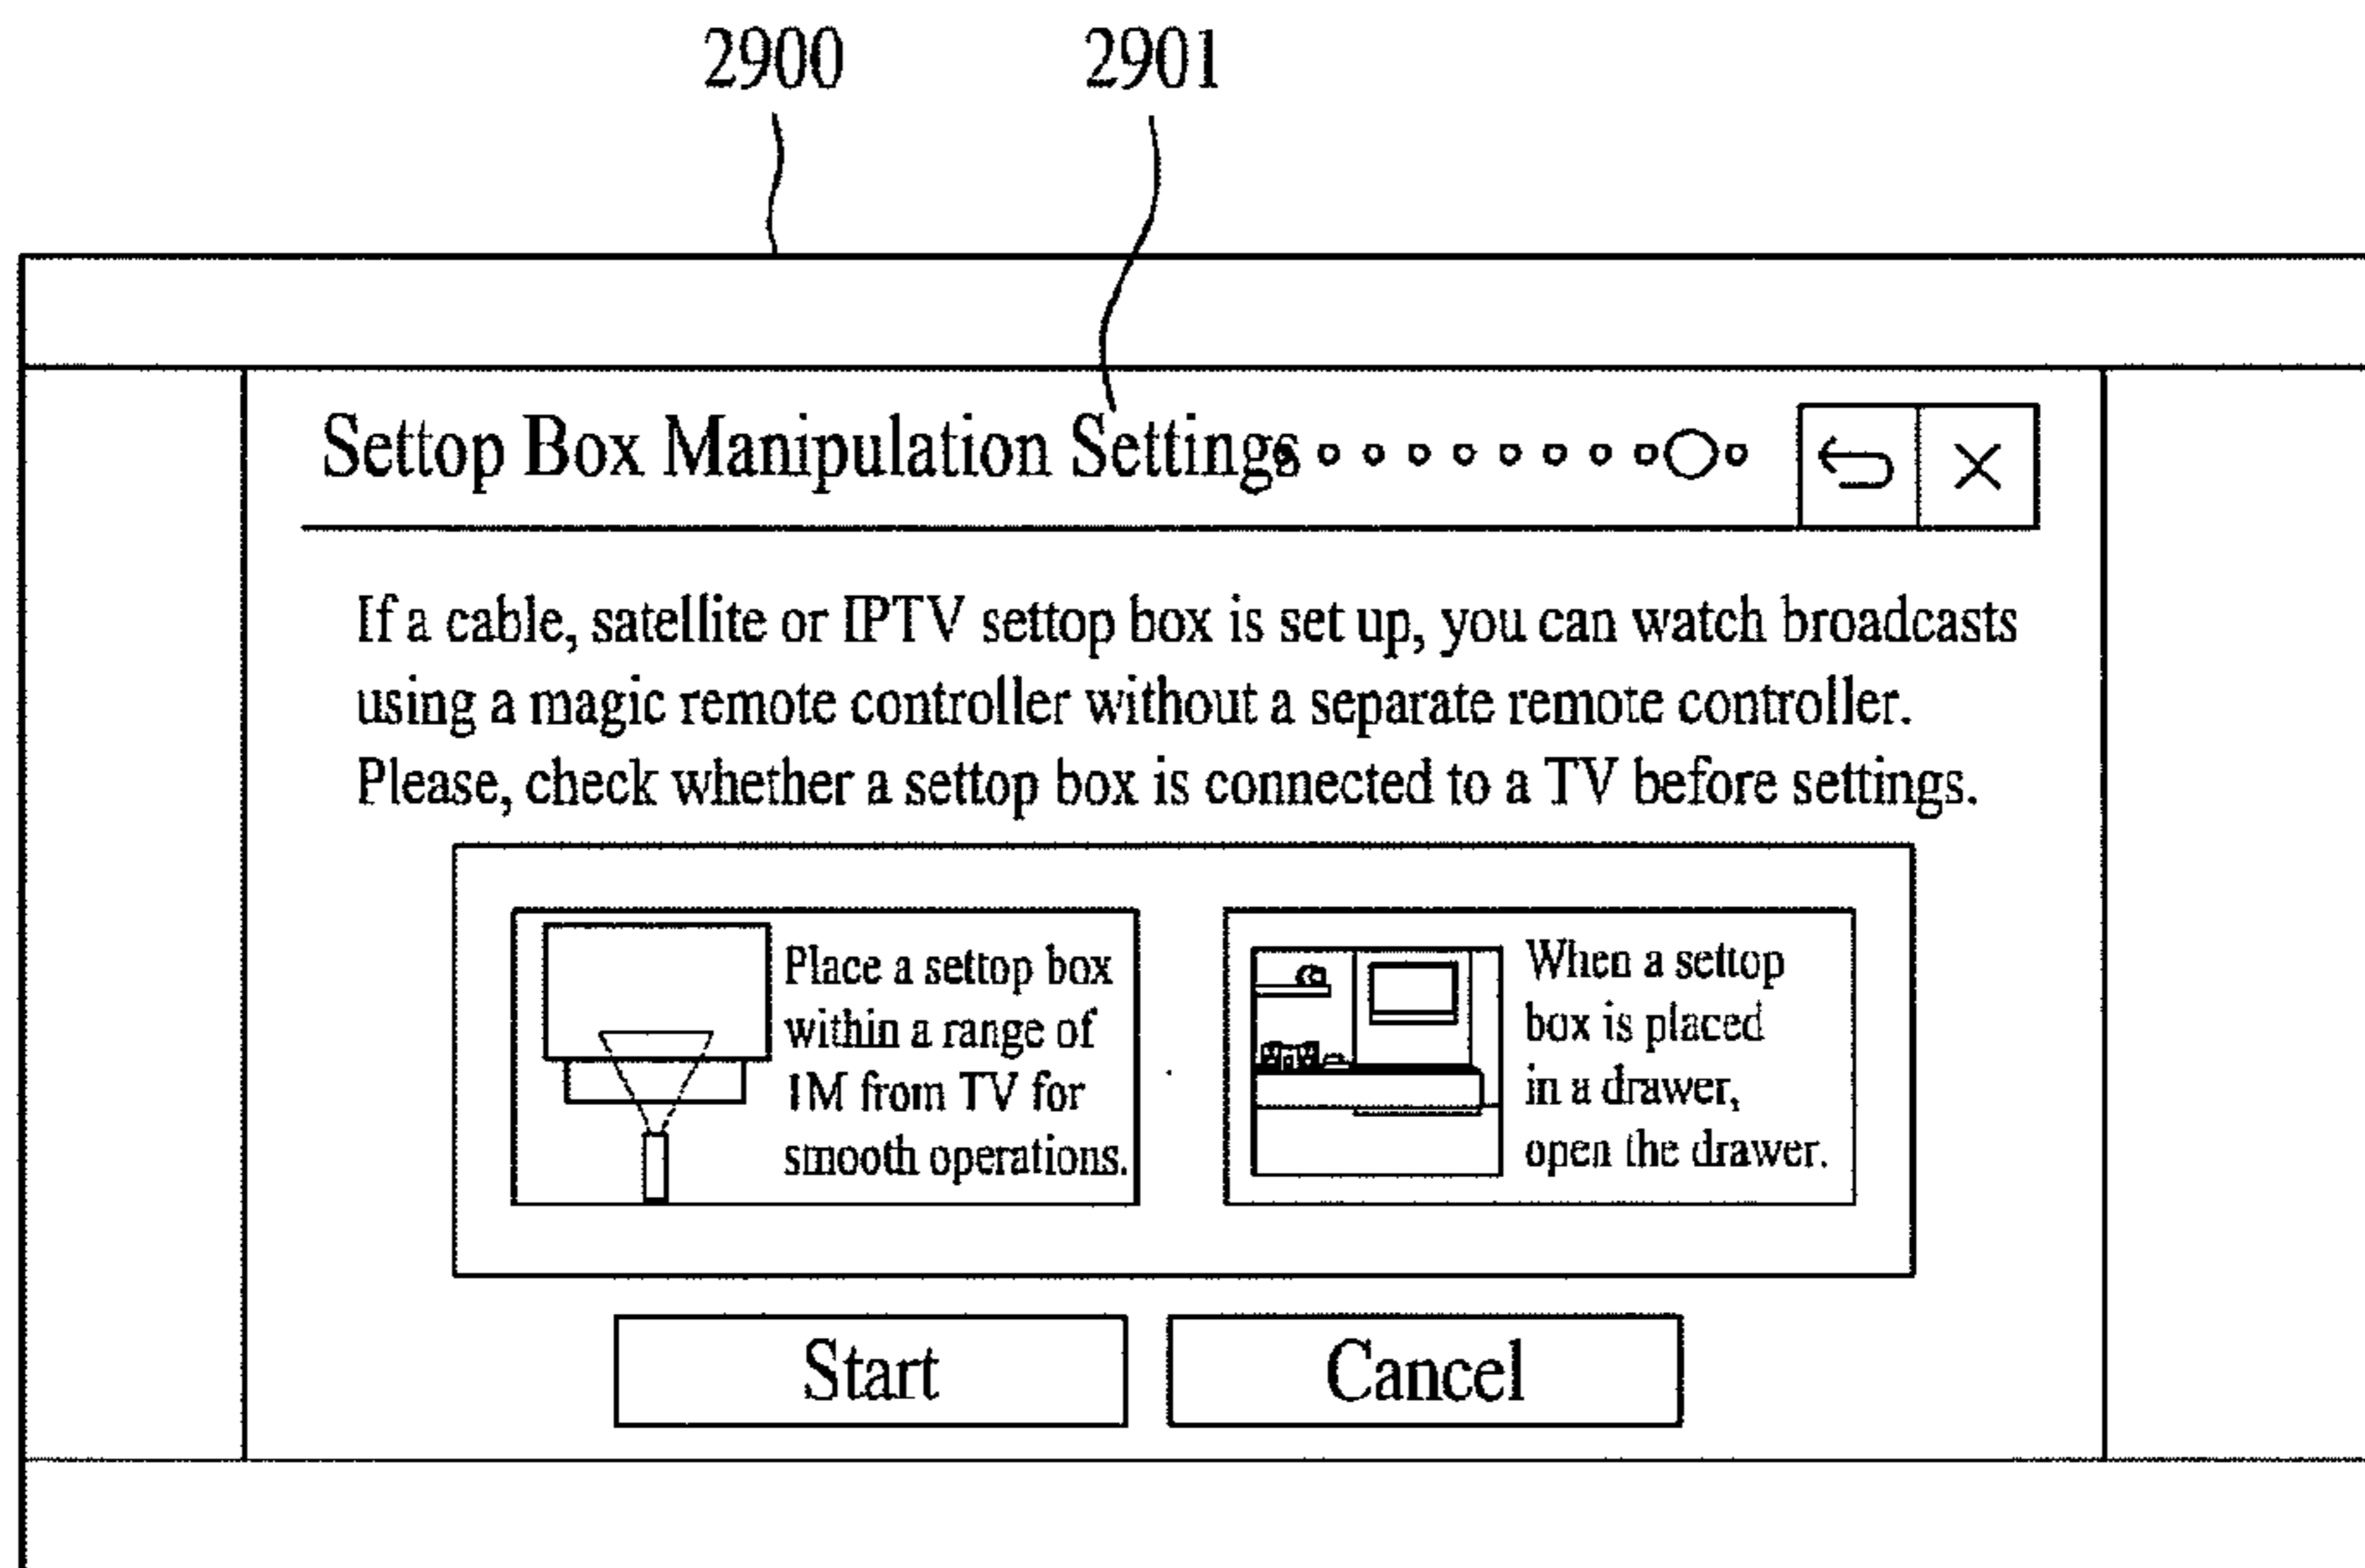 2900 2901
Settop Box Manipulation Settings
If a cable, satellite or IPTV settop box is set up, you can watch broadcasts
using a magic remote controller without a separate remote controller.
Please, check whether a settop box is connected to a TV before settings.
Place a settop box
within a range of
1M from TV for
smooth operations.
When a settop
box is placed
in a drawer,
open the drawer.
Start Cancel